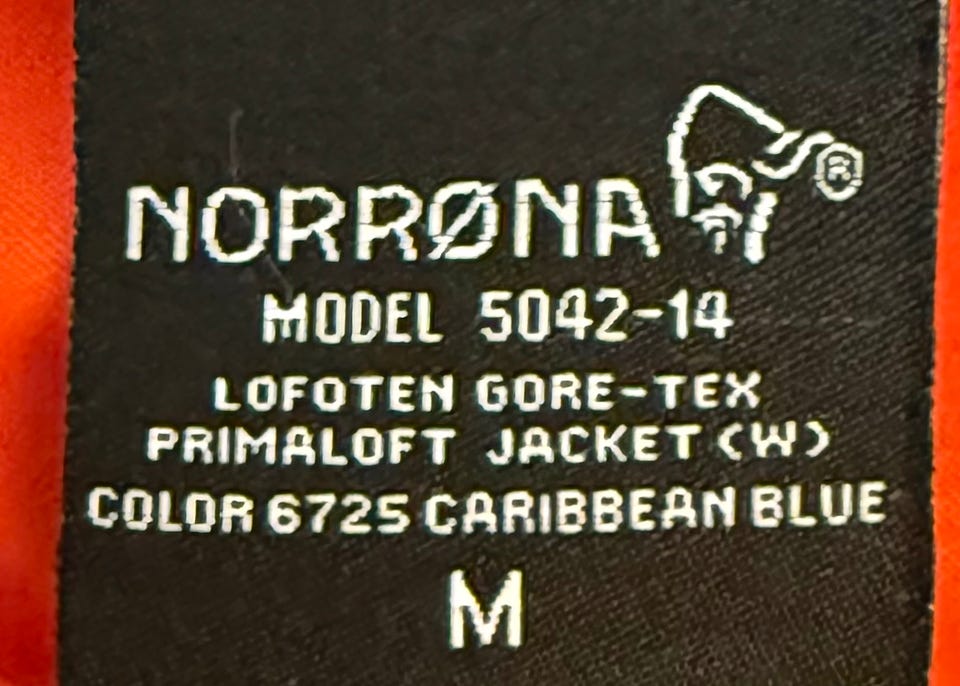 NORRØNA ®
MODEL 5042-14
LOFOTEN GORE-TEX
PRIMALOFT JACKET (W)
COLOR 6725 CARIBBEAN BLUE
M